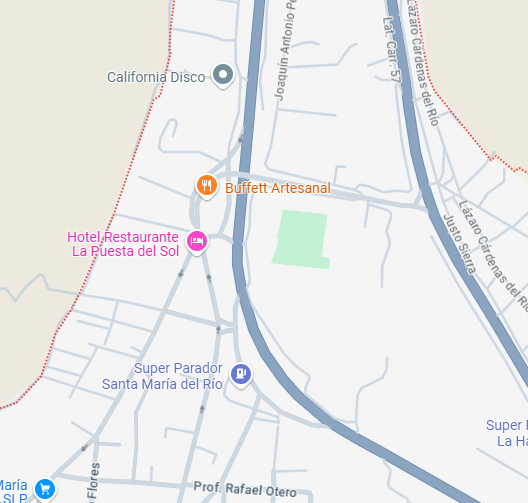 California Disco
Joaquín Antonio Pe
Lat. Carr. 57
Lázaro Cárdenas del Río
Buffett Artesanal
Hotel Restaurante
La Puesta del Sol
Lázaro Cárdenas del Río
Justo Sierra
Super Parador
Santa María del Río
Super
La Ha
María
SLP
o Flores
Prof. Rafael Otero